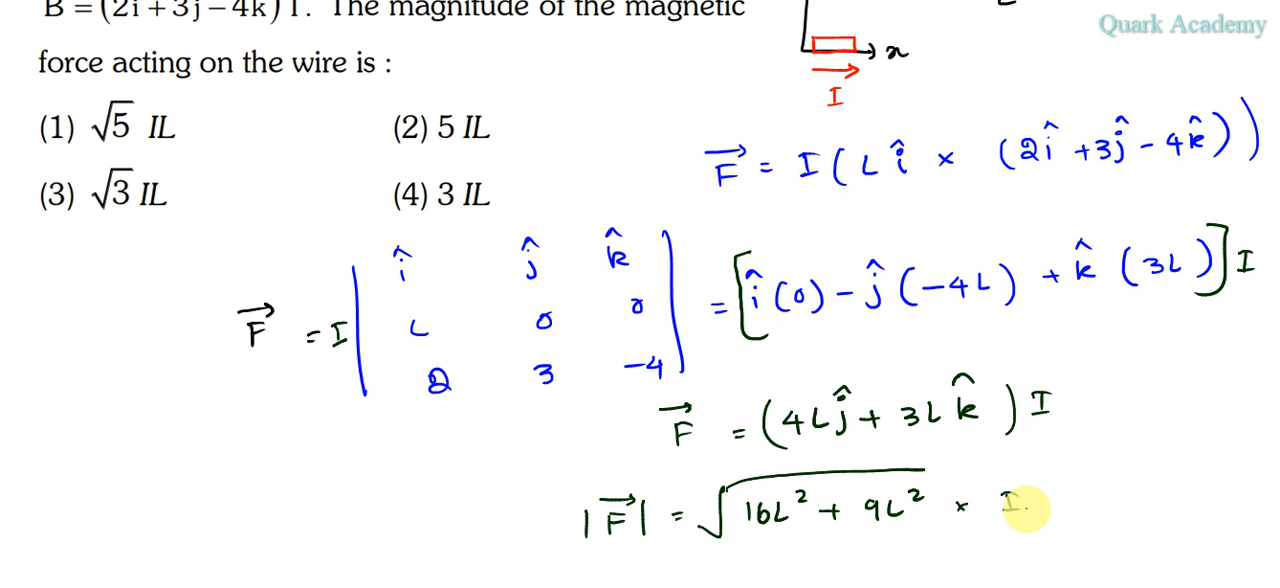 B = (2i + 3j − 4k) T. The magnitude of the magnetic
Quark Academy
force acting on the wire is :
x
I
(1) √5 IL
(2) 5 IL
(3) √3 IL
(4) 3 IL
F⃗ = I ( L î × (2î + 3ĵ − 4k̂))
F⃗ = I | î ĵ k̂ | = [î (0) − ĵ (−4L) + k̂ (3L)] I
L 0 0
2 3 −4
F⃗ = (4Lĵ + 3L k̂) I
|F⃗| = √16L² + 9L² × I